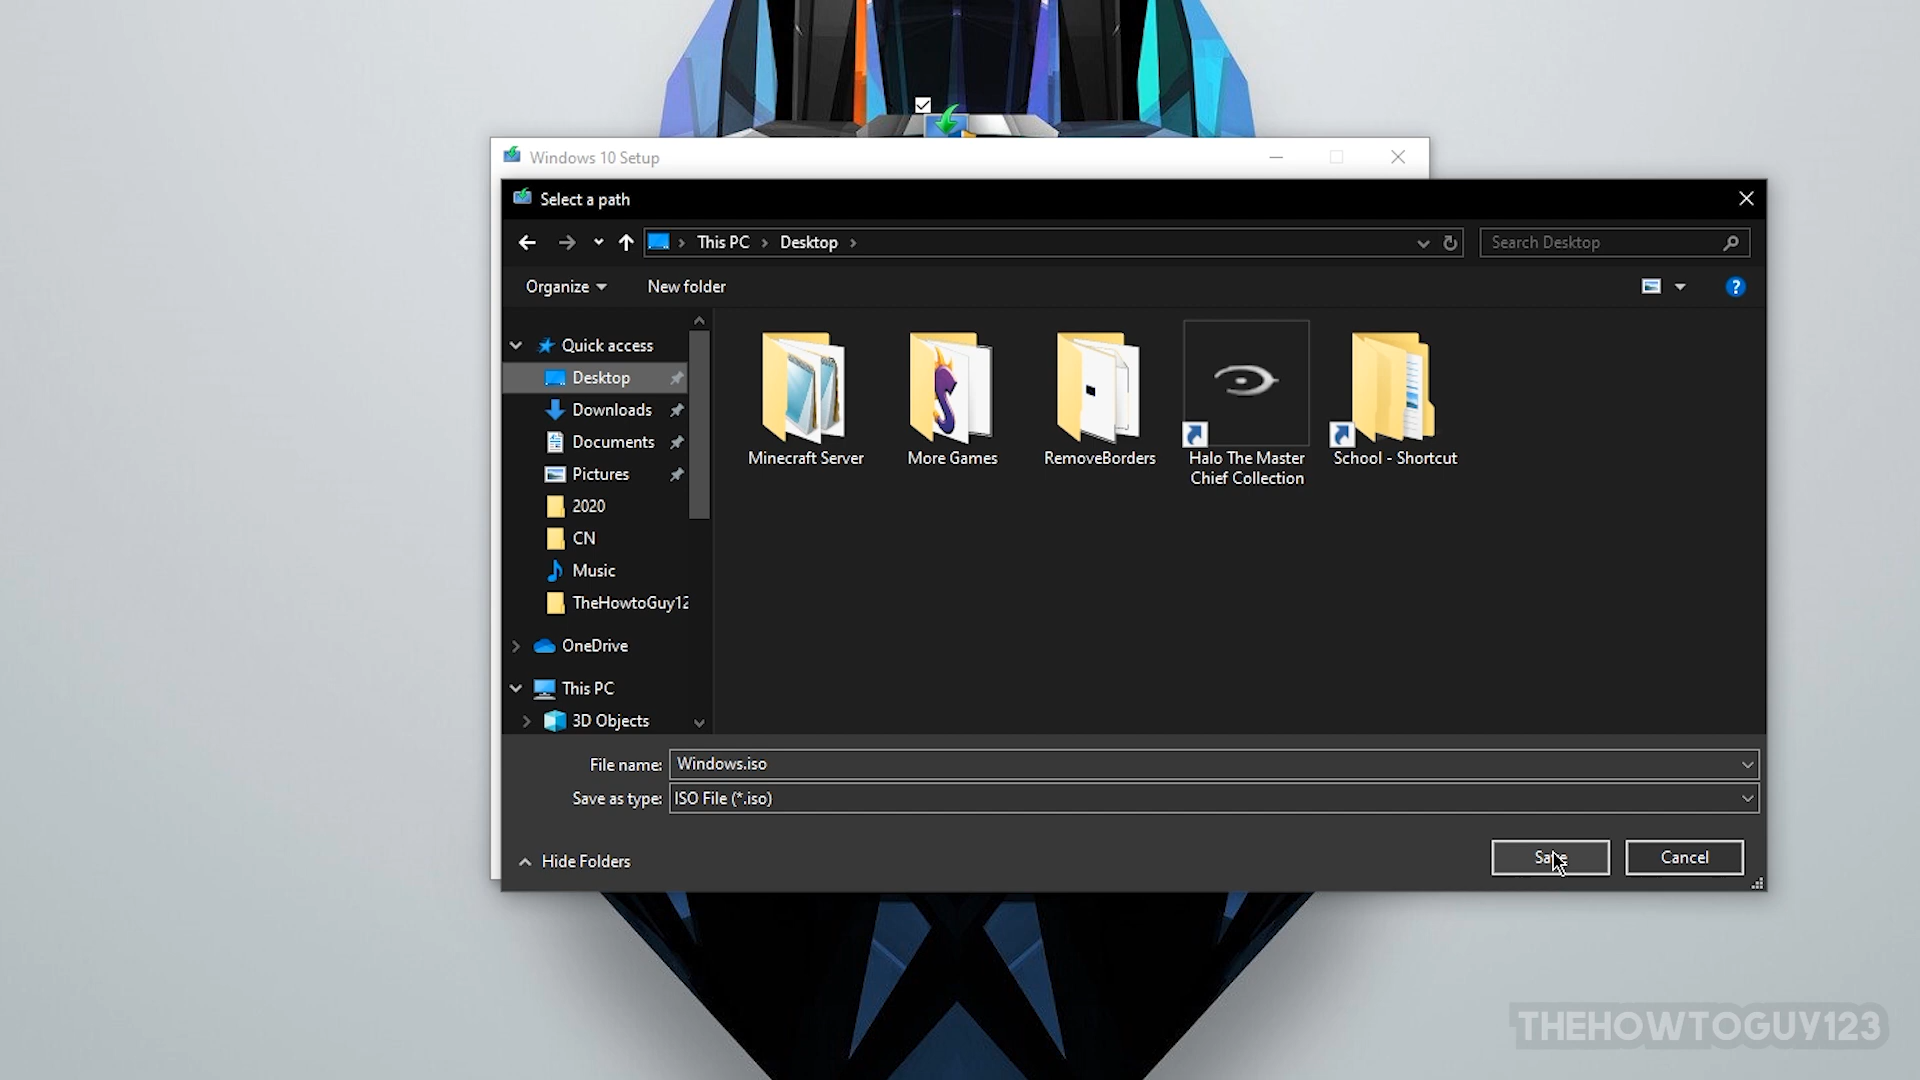 Windows 10 Setup
Select a path
This PC
Desktop
Search Desktop
Organize
New folder
?
Quick access
Desktop
Downloads
Documents
Pictures
2020
CN
Music
TheHowtoGuy12
OneDrive
This PC
3D Objects
Minecraft Server
More Games
RemoveBorders
Halo The Master
Chief Collection
School - Shortcut
File name:
Windows.iso
Save as type:
ISO File (*.iso)
Hide Folders
Save
Cancel
THEHOWTOGUY123